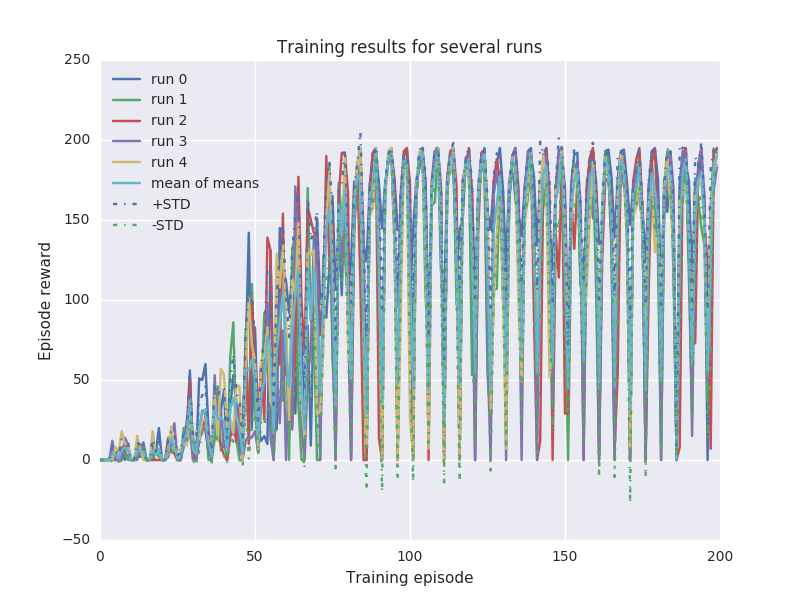 Training results for several runs
250
200
150
100
50
0
−50
run 0
run 1
run 2
run 3
run 4
mean of means
+STD
-STD
Episode reward
0
50
100
150
200
Training episode